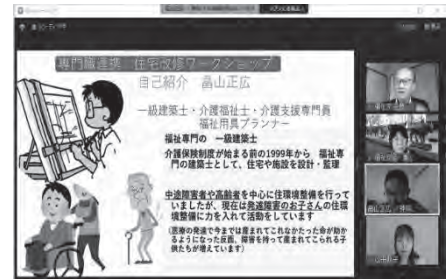 専門職連携 住宅改修ワークショップ
自己紹介 畠山正広
一級建築士・介護福祉士・介護支援専門員
福祉用具プランナー
福祉専門の 一級建築士
介護保険制度が始まる前の1999年から 福祉専
門の建築士として、住宅や施設を設計・監理
中途障害者や高齢者を中心に住環境整備を行って
いましたが、現在は発達障害のお子さんの住環
境整備に力を入れて活動をしています
(医療の発達で今までは産まれてこれなかった命が助か
るようになった反面、障害を持って産まれてこられる子
供たちが増えています)